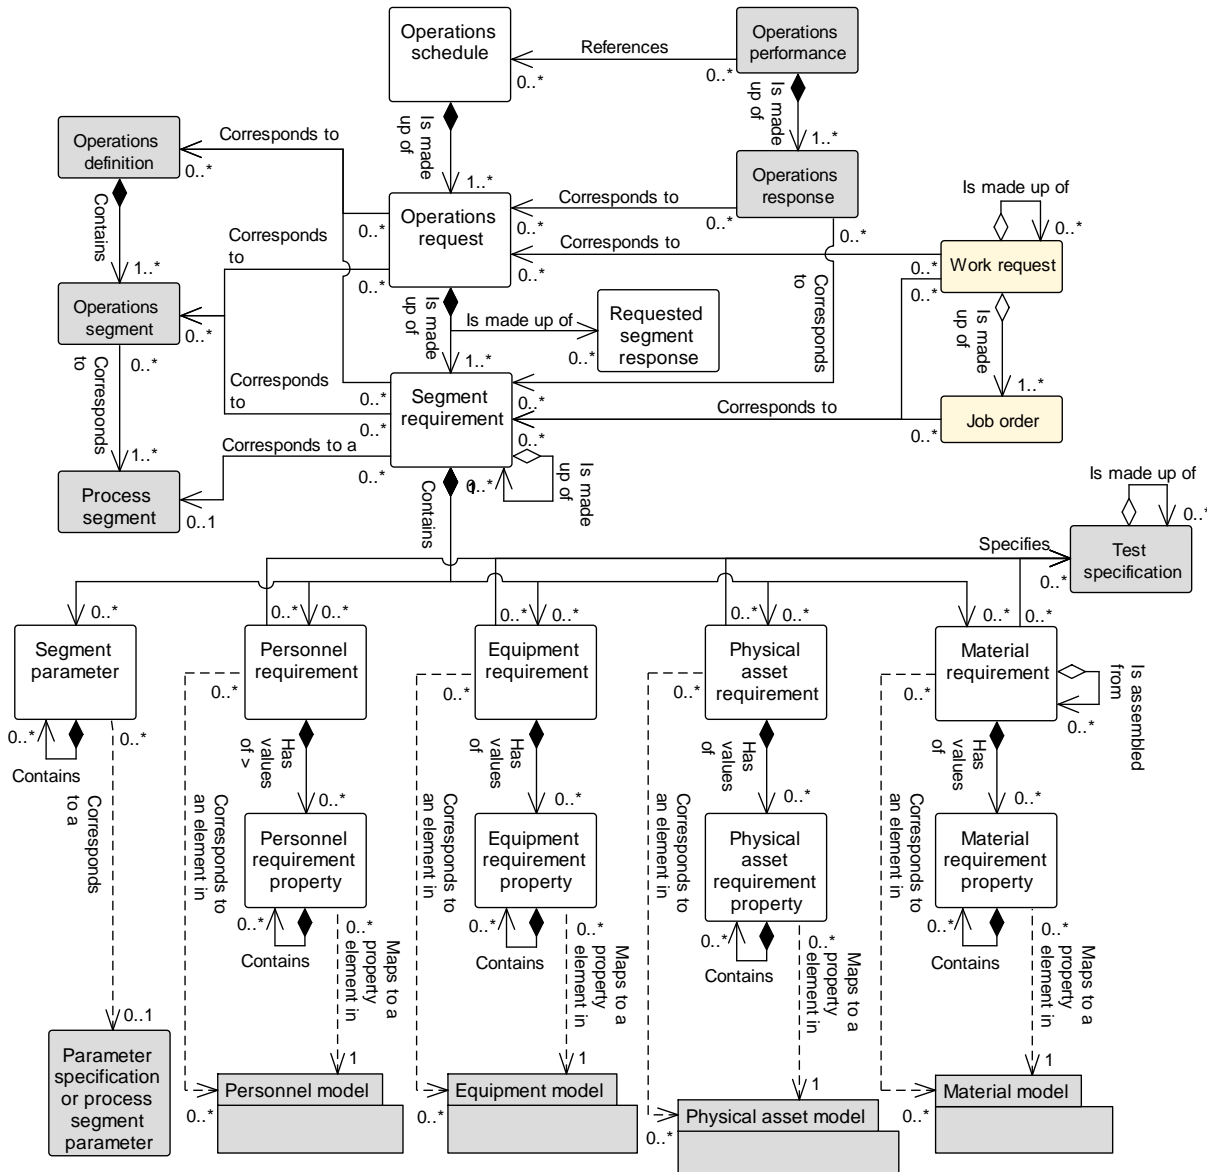 Operations
schedule
References
0..*
0..*
Operations
performance
Is made
up of
Is made
up of
1..*
1..*
Operations
definition
Corresponds to
0..*
Operations
response
Contains
Operations
request
0..*
0..*
Corresponds to
0..*
0..*
Is made up of
0..*
Corresponds
to
0..*
0..*
Corresponds to
0..*
0..*
Work request
1..*
Operations
segment
0..*
0..*
Is made
up of
Is made up of
0..*
Requested
segment
response
Corresponds
to
Is made
up of
1..*
1..*
Corresponds
to
Corresponds
to
0..*
0..*
Segment
requirement
0..*
0..*
Corresponds to
0..*
Job order
1..*
Corresponds to a
0..*
0..1
Process
segment
0..*
0..*
1
Is made
up of
Contains
Is made up of
0..*
Specifies
0..*
Test
specification
0..*
0..*
0..*
0..*
0..*
0..*
0..*
0..*
0..*
Segment
parameter
Personnel
requirement
Equipment
requirement
Physical
asset
requirement
Material
requirement
0..*
0..*
0..*
0..*
0..*
Is assembled
from
0..*
0..*
Contains
Has
values
of >
Has
values
of
Has
values
of
Has
values
of
Corresponds
to a
0..*
0..*
0..*
0..*
Corresponds to
an element in
Corresponds to
an element in
Corresponds to
an element in
Corresponds to
an element in
Personnel
requirement
property
Equipment
requirement
property
Physical
asset
requirement
property
Material
requirement
property
0..*
0..*
Contains
0..*
0..*
Contains
0..*
0..*
Contains
0..*
0..*
Contains
Maps to a
property
element in
Maps to a
property
element in
Maps to a
property
element in
Maps to a
property
element in
0..1
1
1
1
1
Parameter
specification
or process
segment
parameter
0..*
Personnel model
0..*
Equipment model
0..*
Physical asset model
0..*
Material model